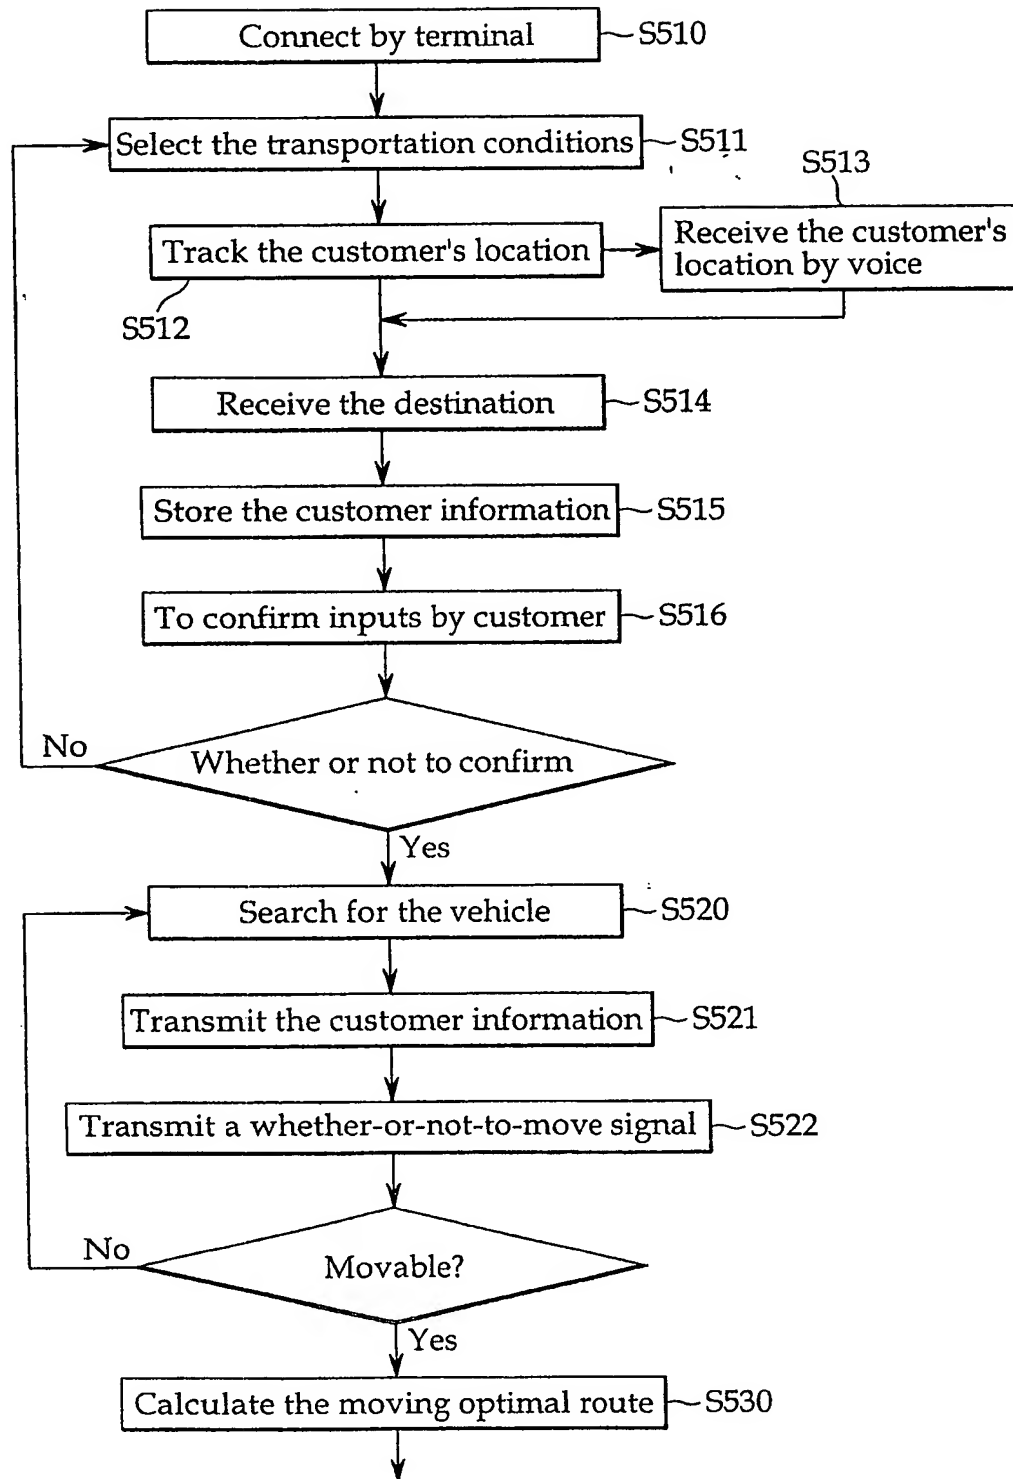 Connect by terminal
S510
Select the transportation conditions
S511
S513
Track the customer's location
Receive the customer's
location by voice
S512
Receive the destination
S514
Store the customer information
S515
To confirm inputs by customer
S516
No
Whether or not to confirm
Yes
Search for the vehicle
S520
Transmit the customer information
S521
Transmit a whether-or-not-to-move signal
S522
No
Movable?
Yes
Calculate the moving optimal route
S530